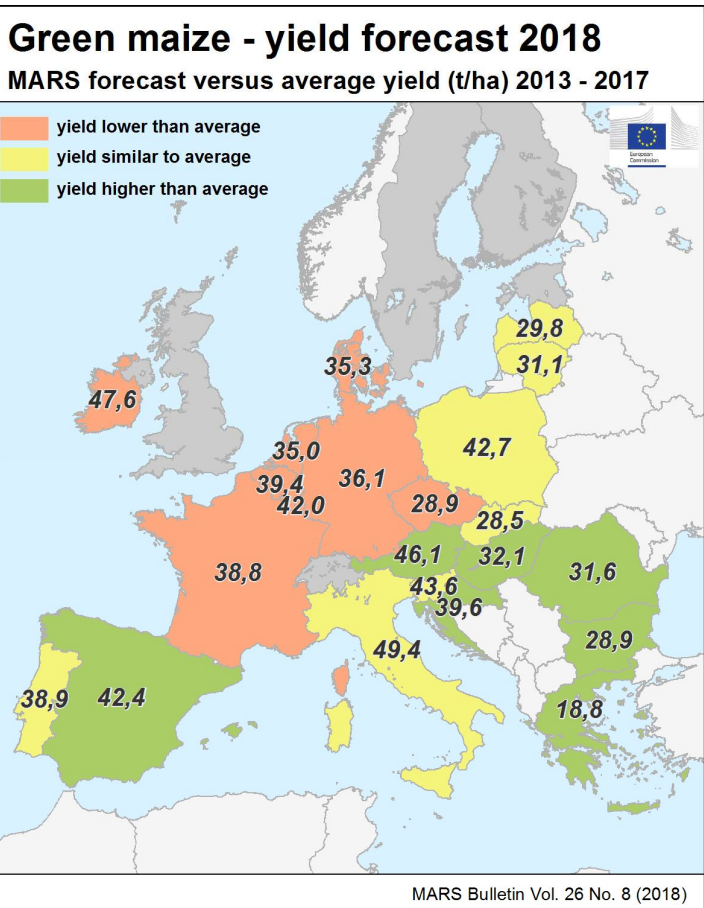 Green maize - yield forecast 2018
MARS forecast versus average yield (t/ha) 2013 - 2017
yield lower than average
yield similar to average
yield higher than average
European
Commission
29,8
31,1
35,3
47,6
42,7
35,0
36,1
39,4
42,0
28,9
28,5
46,1
32,1
38,8
31,6
43,6
39,6
28,9
49,4
38,9
42,4
18,8
MARS Bulletin Vol. 26 No. 8 (2018)